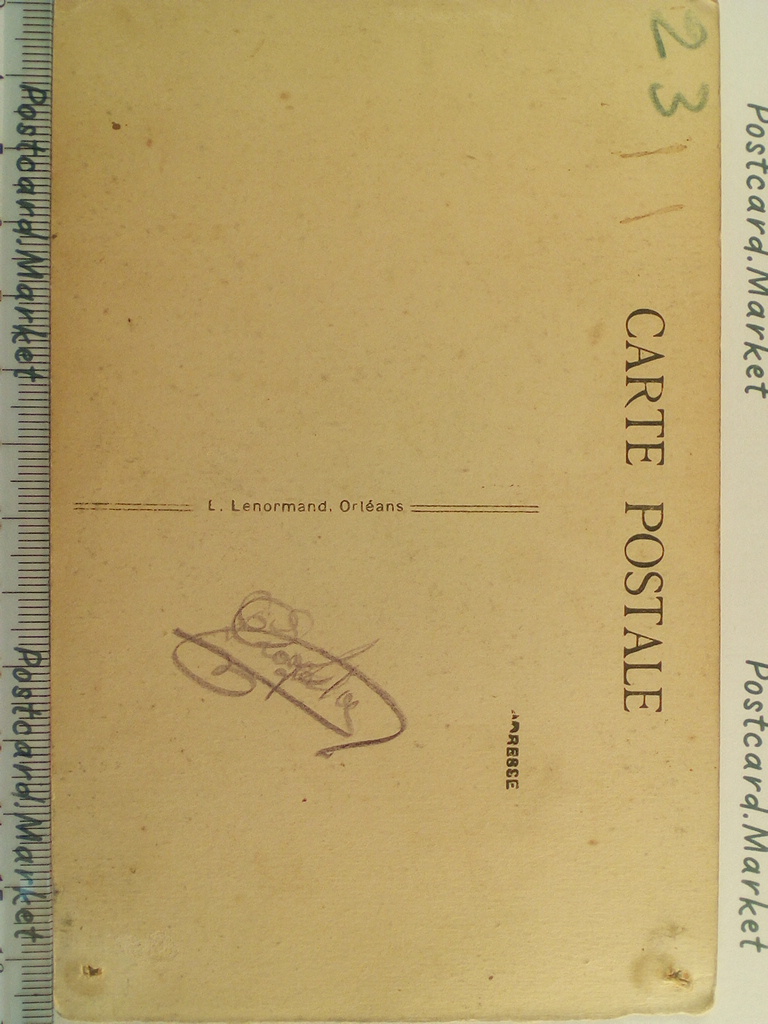 23
CARTE POSTALE
ADRESSE
L. Lenormand, Orléans
Postcard.Market
Postcard.Market
Postcard.Market
Postcard.Market